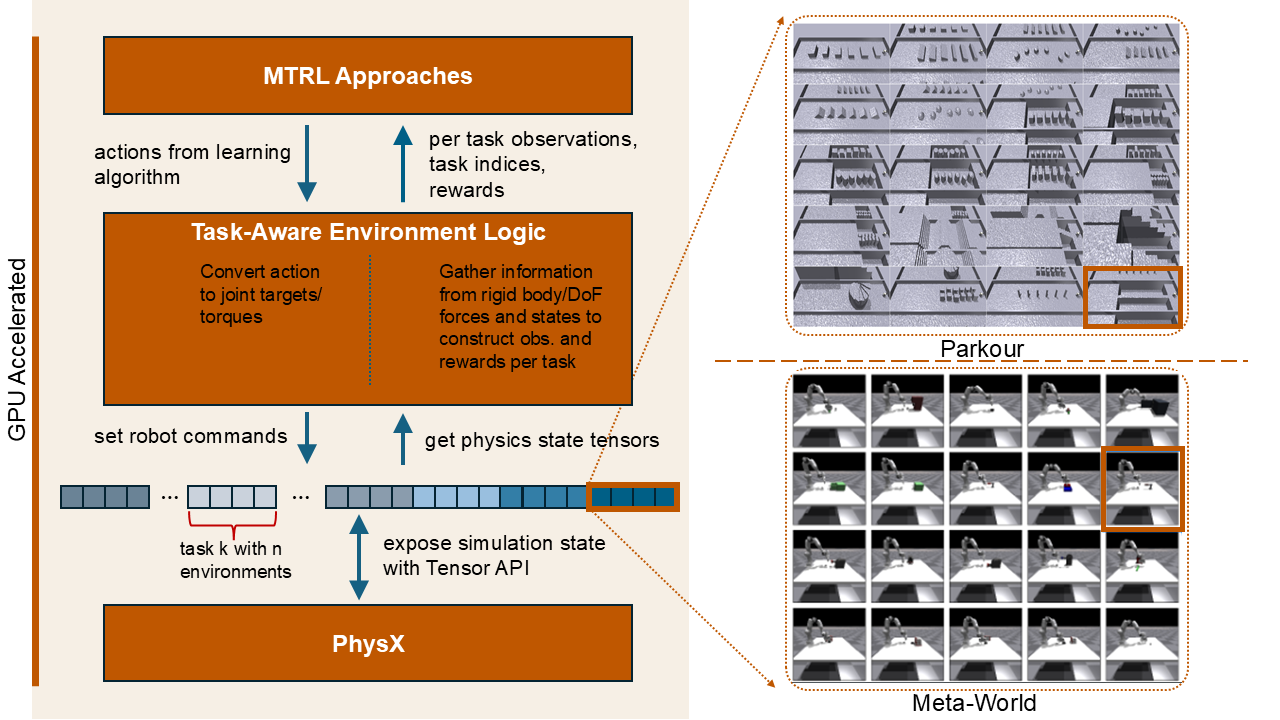 GPU Accelerated
MTRL Approaches
actions from learning
algorithm
per task observations,
task indices,
rewards
Task-Aware Environment Logic
Convert action
to joint targets/
torques
Gather information
from rigid body/DoF
forces and states to
construct obs. and
rewards per task
set robot commands
get physics state tensors
...
...
task k with n
environments
expose simulation state
with Tensor API
PhysX
Parkour
Meta-World